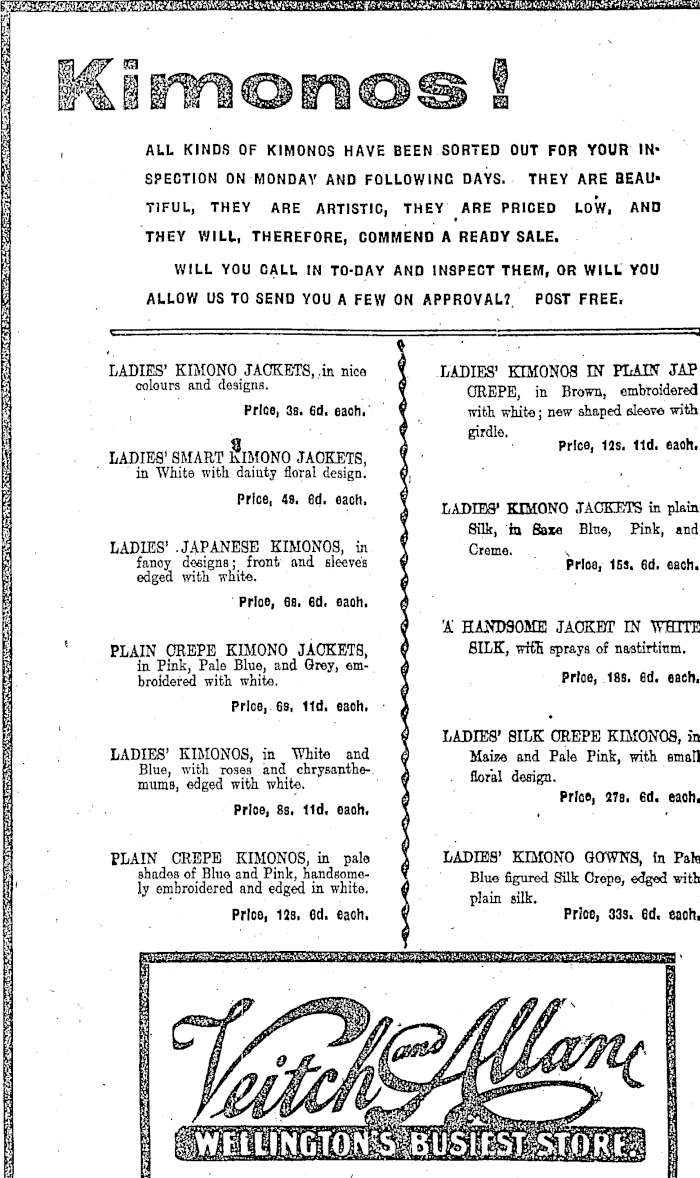 Kimonos!
ALL KINDS OF KIMONOS HAVE BEEN SORTED OUT FOR YOUR IN-
SPECTION ON MONDAY AND FOLLOWING DAYS. THEY ARE BEAU-
TIFUL, THEY ARE ARTISTIC, THEY ARE PRICED LOW, AND
THEY WILL, THEREFORE, COMMEND A READY SALE.
WILL YOU CALL IN TO-DAY AND INSPECT THEM, OR WILL YOU
ALLOW US TO SEND YOU A FEW ON APPROVAL? POST FREE.
LADIES' KIMONO JACKETS, in nice
colours and designs.
Price, 3s. 6d. each.
LADIES' SMART KIMONO JACKETS,
in White with dainty floral design.
Price, 4s. 6d. each.
LADIES' JAPANESE KIMONOS, in
fancy designs; front and sleeves
edged with white.
Price, 6s. 6d. each.
PLAIN CREPE KIMONO JACKETS,
in Pink, Pale Blue, and Grey, em-
broidered with white.
Price, 6s. 11d. each.
LADIES' KIMONOS, in White and
Blue, with roses and chrysanthe-
mums, edged with white.
Price, 8s. 11d. each.
PLAIN CREPE KIMONOS, in pale
shades of Blue and Pink, handsome-
ly embroidered and edged in white.
Price, 12s. 6d. each.
LADIES' KIMONOS IN PLAIN JAP
CREPE, in Brown, embroidered
with white; new shaped sleeve with
girdle.
Price, 12s. 11d. each.
LADIES' KIMONO JACKETS in plain
Silk, in Saxe Blue, Pink, and
Creme.
Price, 15s. 6d. each.
A HANDSOME JACKET IN WHITE
SILK, with sprays of nastirtium.
Price, 18s. 6d. each.
LADIES' SILK CREPE KIMONOS, in
Maize and Pale Pink, with small
floral design.
Price, 27s. 6d. each.
LADIES' KIMONO GOWNS, in Pale
Blue figured Silk Crepe, edged with
plain silk.
Price, 33s. 6d. each.
Veitch and Allan
WELLINGTON'S BUSIEST STORE.